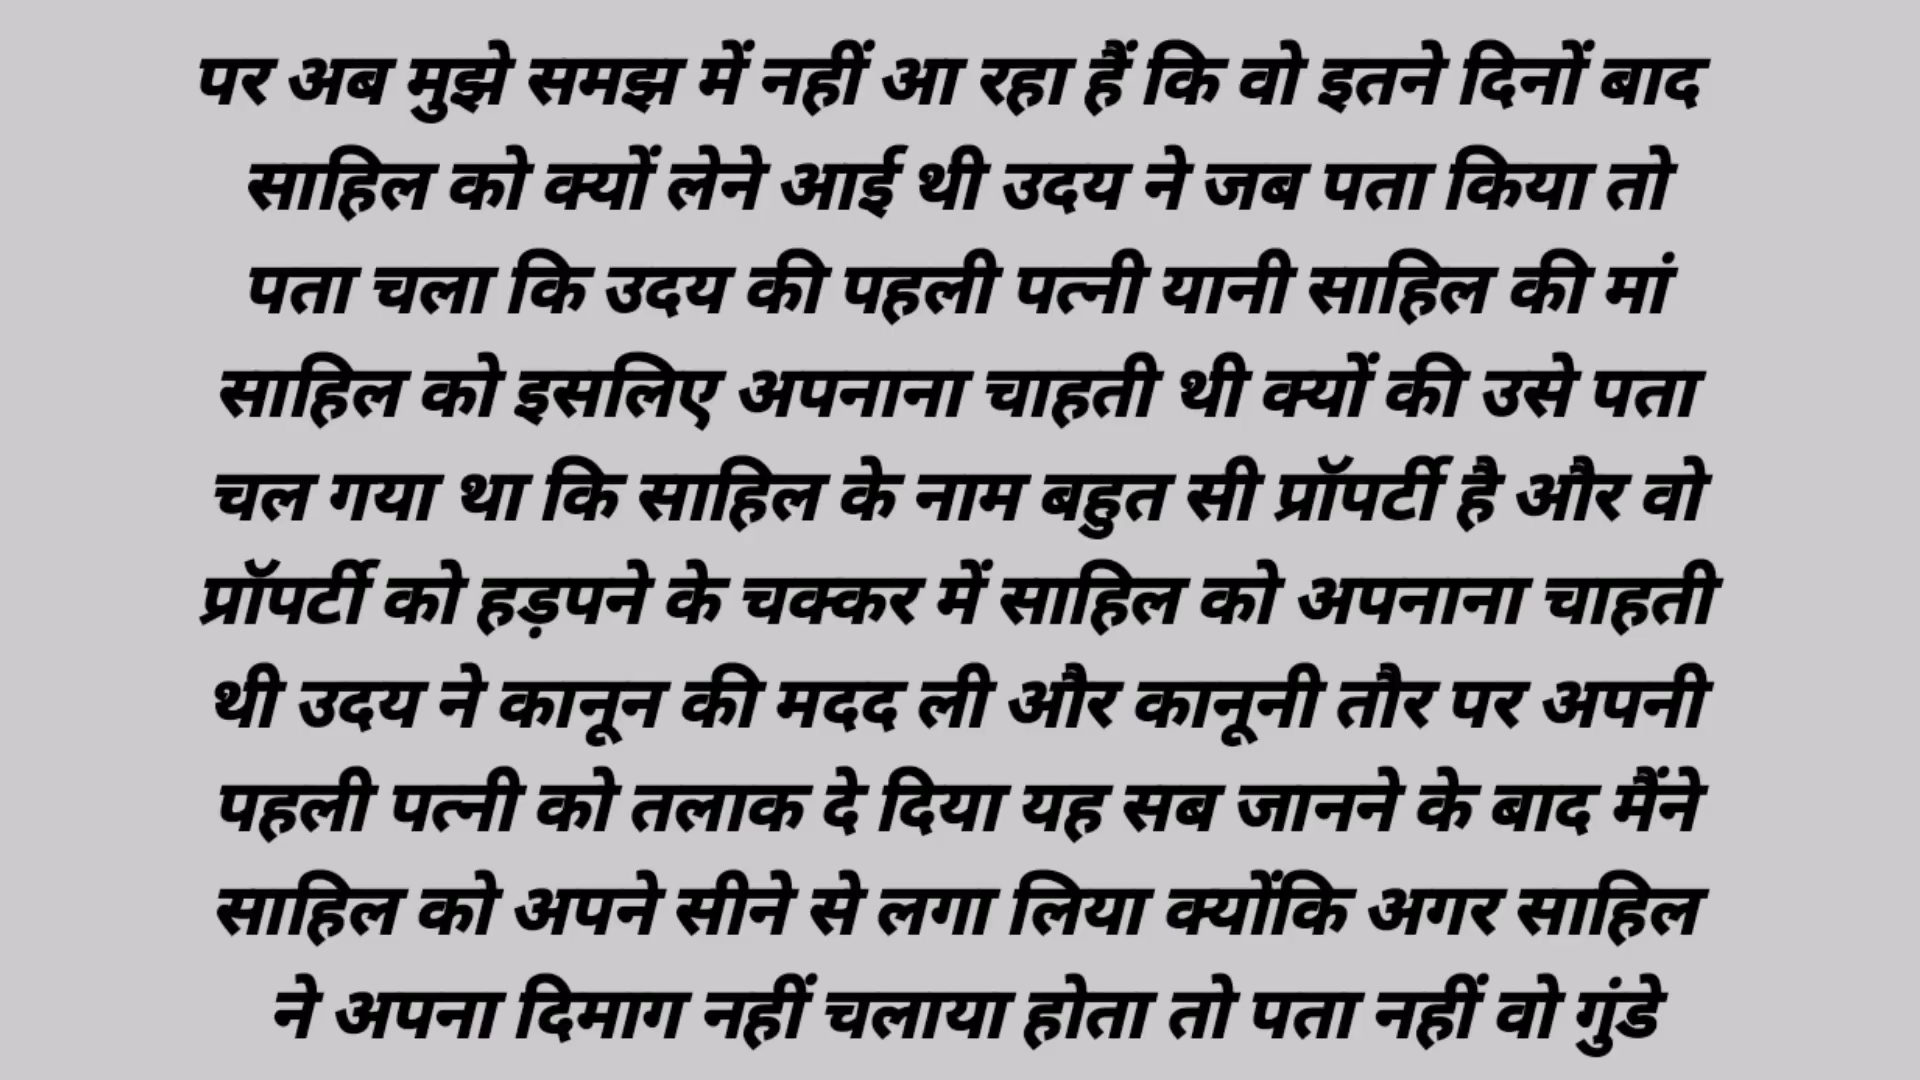 पर अब मुझे समझ में नहीं आ रहा हैं कि वो इतने दिनों बाद
साहिल को क्यों लेने आई थी उदय ने जब पता किया तो
पता चला कि उदय की पहली पत्नी यानी साहिल की मां
साहिल को इसलिए अपनाना चाहती थी क्यों की उसे पता
चल गया था कि साहिल के नाम बहुत सी प्रॉपर्टी है और वो
प्रॉपर्टी को हड़पने के चक्कर में साहिल को अपनाना चाहती
थी उदय ने कानून की मदद ली और कानूनी तौर पर अपनी
पहली पत्नी को तलाक दे दिया यह सब जानने के बाद मैंने
साहिल को अपने सीने से लगा लिया क्योंकि अगर साहिल
ने अपना दिमाग नहीं चलाया होता तो पता नहीं वो गुंडे